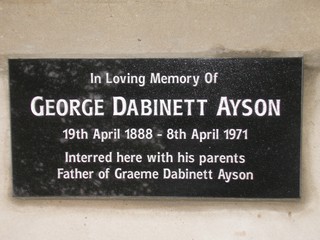 In Loving Memory Of
GEORGE DABINETT AYSON
19th April 1888 - 8th April 1971
Interred here with his parents
Father of Graeme Dabinett Ayson